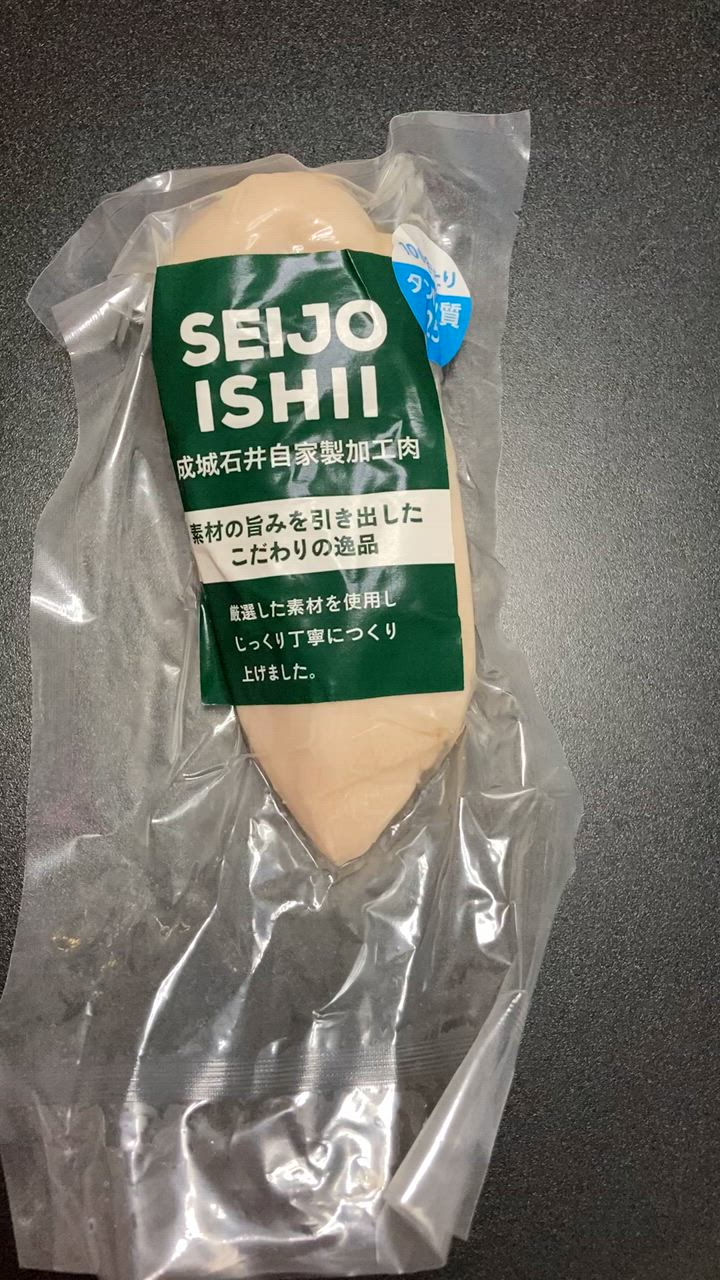 SEIJO
ISHII
成城石井自家製加工肉
素材の旨みを引き出した
こだわりの逸品
厳選した素材を使用し
じっくり丁寧につくり
上げました。